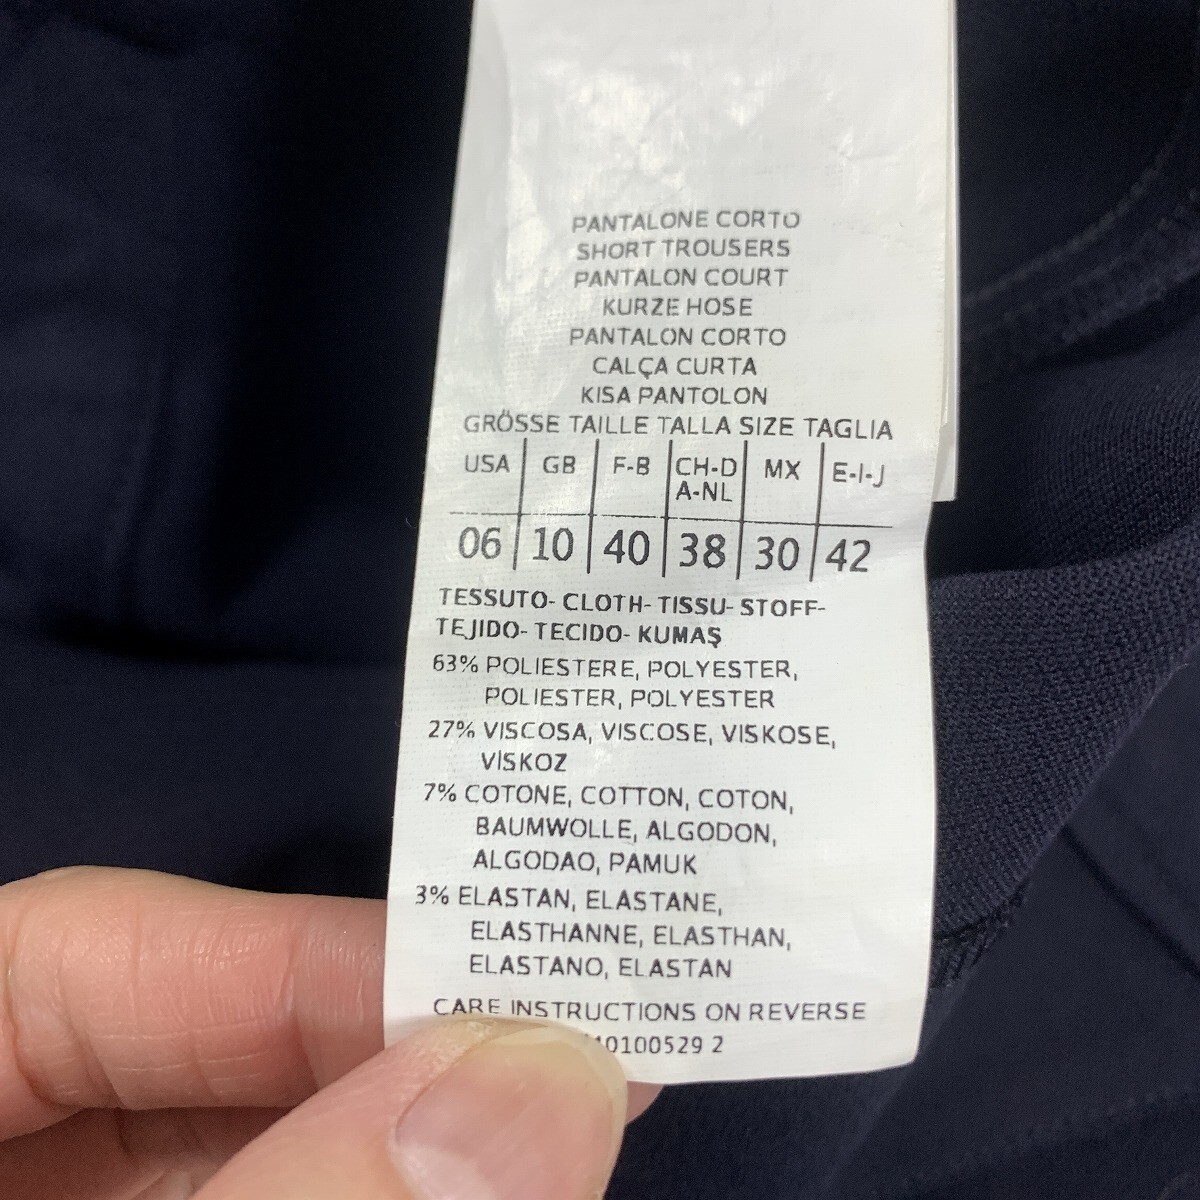 PANTALONE CORTO
SHORT TROUSERS
PANTALON COURT
KURZE HOSE
PANTALON CORTO
CALÇA CURTA
KISA PANTOLON
GRÖSSE TAILLE TALLA SIZE TAGLIA
USA GB F-B CH-D A-NL MX E-I-J
06 10 40 38 30 42
TESSUTO- CLOTH- TISSU- STOFF-
TEJIDO- TECIDO- KUMAŞ
63% POLIESTERE, POLYESTER,
POLIESTER, POLYESTER
27% VISCOSA, VISCOSE, VISKOSE,
VİSKOZ
7% COTONE, COTTON, COTON,
BAUMWOLLE, ALGODON,
ALGODAO, PAMUK
3% ELASTAN, ELASTANE,
ELASTHANNE, ELASTHAN,
ELASTANO, ELASTAN
CARE INSTRUCTIONS ON REVERSE
0100529 2